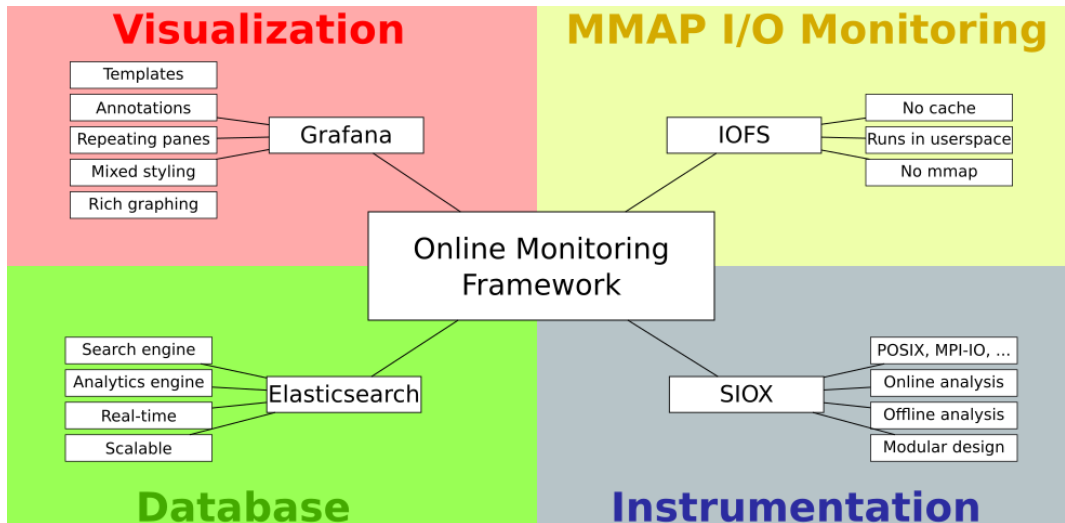 Visualization
Templates
Annotations
Repeating panes
Mixed styling
Rich graphing
Grafana
MMAP I/O Monitoring
IOFS
No cache
Runs in userspace
No mmap
Online Monitoring
Framework
Search engine
Analytics engine
Real-time
Scalable
Elasticsearch
Database
SIOX
POSIX, MPI-IO, ...
Online analysis
Offline analysis
Modular design
Instrumentation